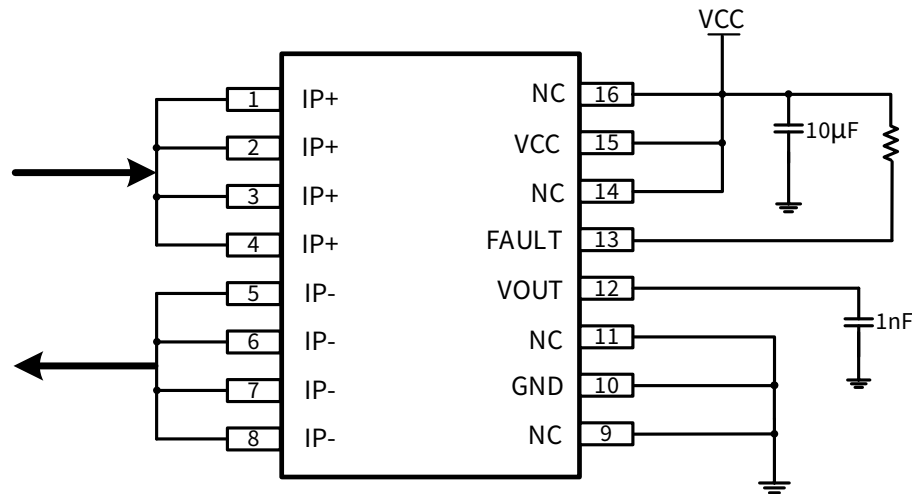 VCC
1 IP+ NC 16
2 IP+ VCC 15
10µF
3 IP+ NC 14
4 IP+ FAULT 13
5 IP- VOUT 12
1nF
6 IP- NC 11
7 IP- GND 10
8 IP- NC 9